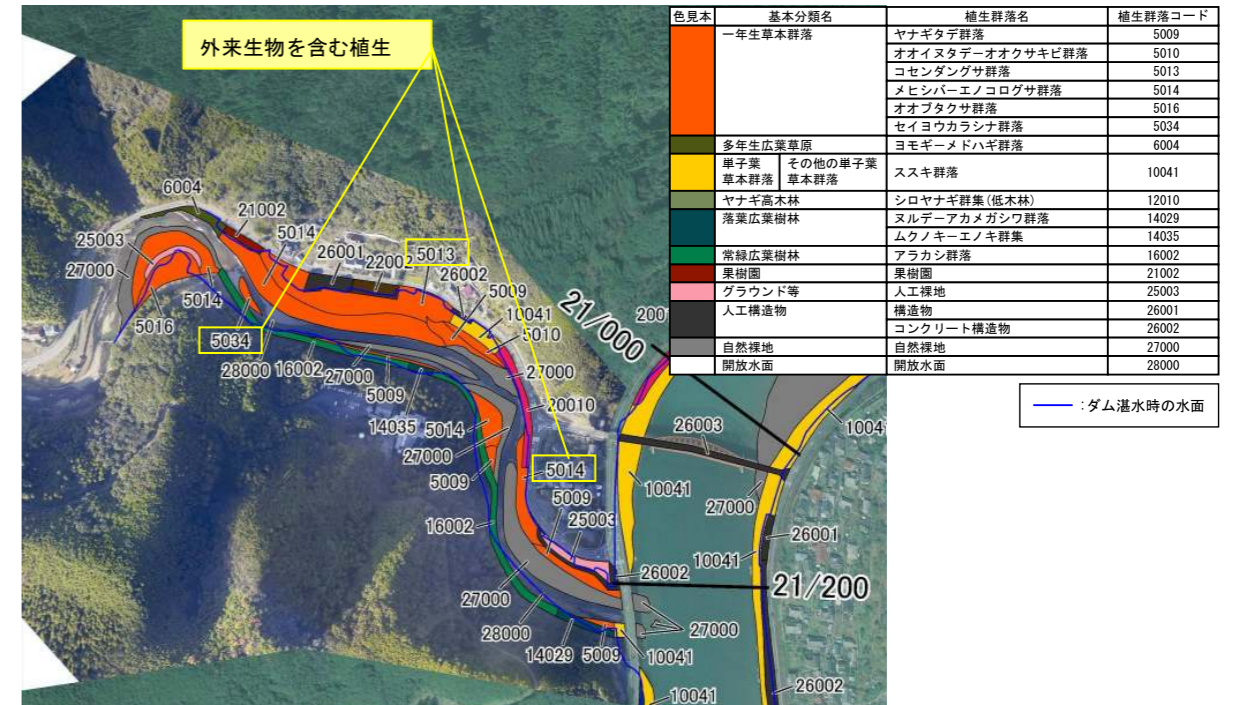 外来生物を含む植生
色見本 基本分類名 植生群落名 植生群落コード
一年生草本群落 ヤナギタデ群落 5009
オオイヌタデーオオクサキビ群落 5010
コセンダングサ群落 5013
メヒシバーエノコログサ群落 5014
オオブタクサ群落 5016
セイヨウカラシナ群落 5034
多年生広葉草原 ヨモギーメドハギ群落 6004
単子葉草本群落 その他の単子葉草本群落 ススキ群落 10041
ヤナギ高木林 シロヤナギ群集(低木林) 12010
落葉広葉樹林 ヌルデーアカメガシワ群落 14029
ムクノキーエノキ群集 14035
常緑広葉樹林 アラカシ群落 16002
果樹園 果樹園 21002
グラウンド等 人工裸地 25003
人工構造物 構造物 26001
コンクリート構造物 26002
自然裸地 自然裸地 27000
開放水面 開放水面 28000
:ダム湛水時の水面
6004
21002
25003
5014
26001
22002
5013
27000
26002
5009
5014
10041
5016
5010
21/000
200
5034
28000
16002
27000
5009
27000
20010
14035
5014
26003
10041
27000
5014
5009
5009
10041
27000
16002
25003
26001
10041
26002
21/200
27000
28000
27000
14029
5009
10041
26002
10041